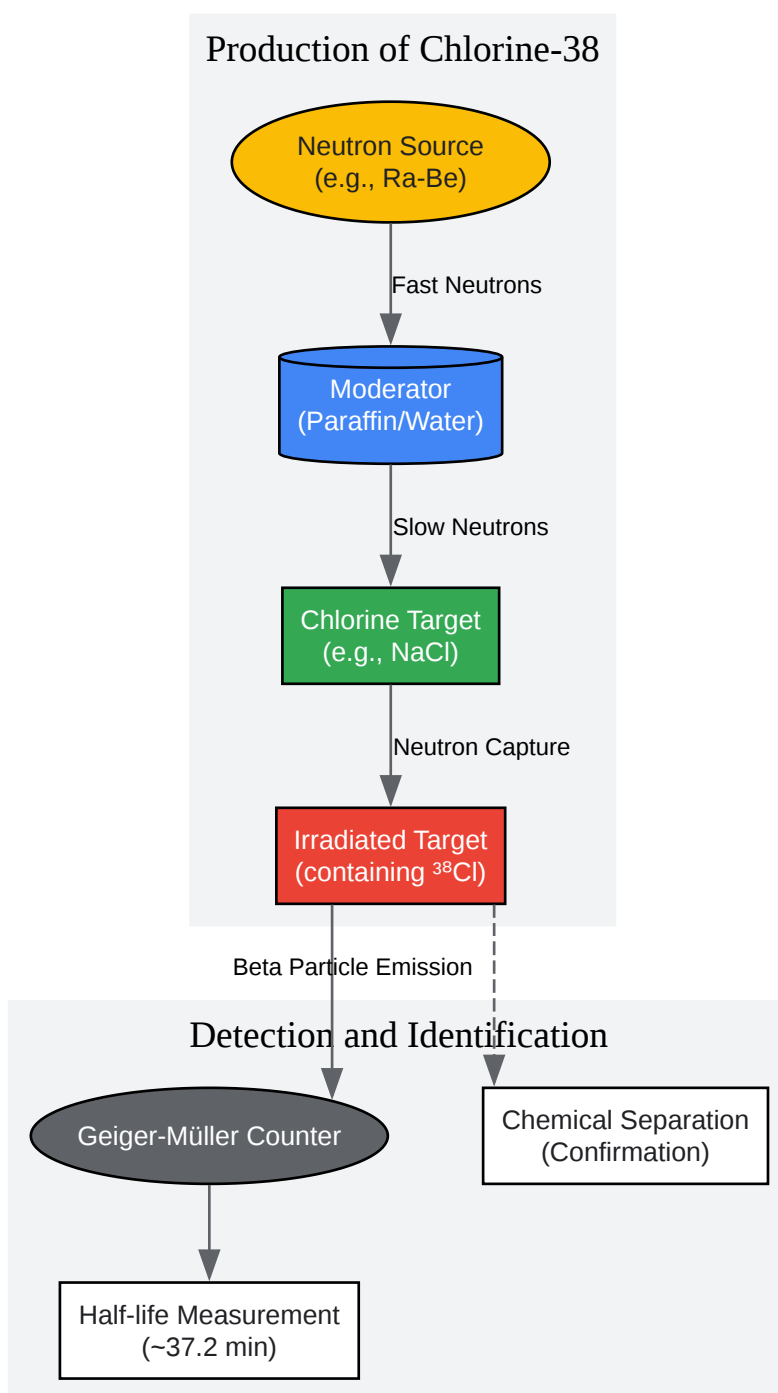 Production of Chlorine-38
Neutron Source
(e.g., Ra-Be)
Fast Neutrons
Moderator
(Paraffin/Water)
Slow Neutrons
Chlorine Target
(e.g., NaCl)
Neutron Capture
Irradiated Target
(containing ³⁸Cl)
Beta Particle Emission
Detection and Identification
Geiger-Müller Counter
Chemical Separation
(Confirmation)
Half-life Measurement
(~37.2 min)